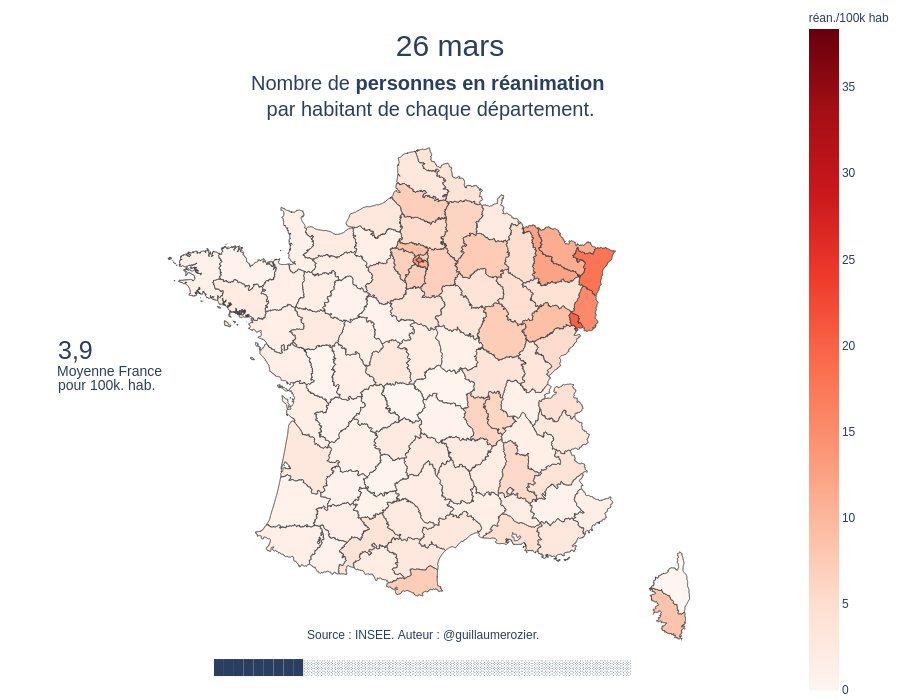 réan./100k hab
26 mars
Nombre de personnes en réanimation
par habitant de chaque département.
35
30
25
20
15
10
5
0
3,9
Moyenne France
pour 100k. hab.
Source : INSEE. Auteur : @guillaumerozier.